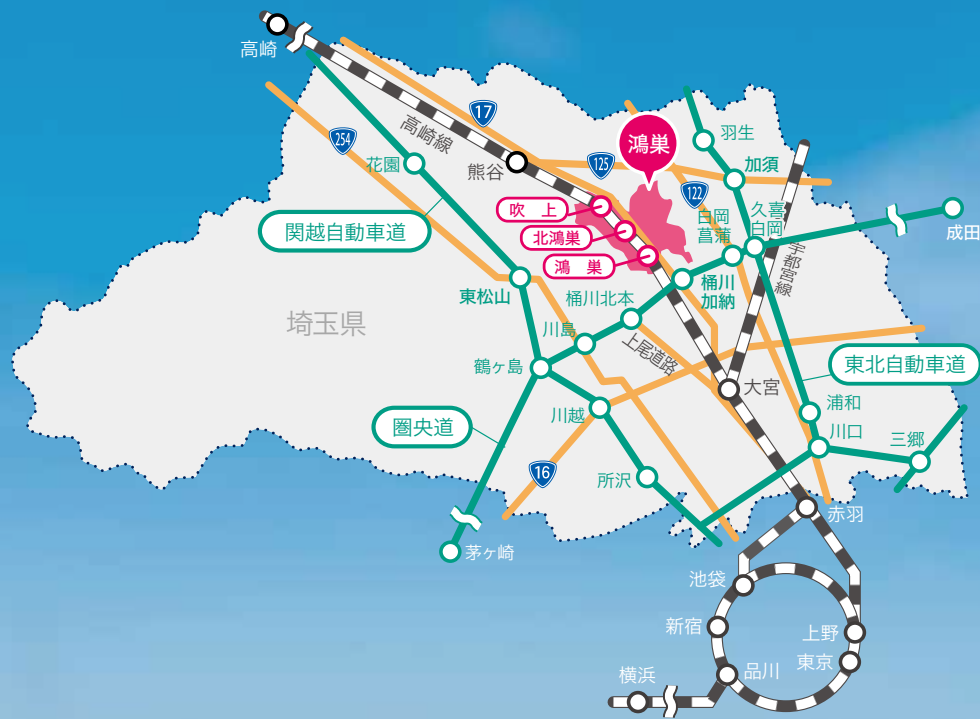 高崎
17
254
高崎線
花園
熊谷
125
鴻巣
羽生
加須
122
吹上
白岡
菖蒲
久喜
白岡
関越自動車道
北鴻巣
成田
鴻巣
宇都宮線
東松山
桶川
加納
桶川北本
埼玉県
川島
上尾道路
鶴ヶ島
東北自動車道
大宮
川越
浦和
圏央道
川口
三郷
16
所沢
赤羽
茅ヶ崎
池袋
新宿
上野
東京
品川
横浜